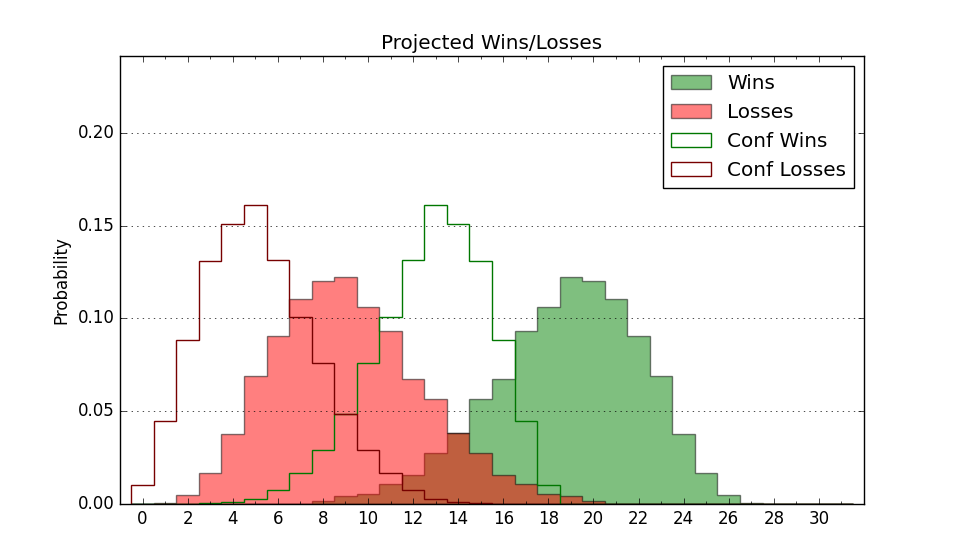 Projected Wins/Losses
Wins
Losses
Conf Wins
Conf Losses
Probability
0.20
0.15
0.10
0.05
0.00
0 2 4 6 8 10 12 14 16 18 20 22 24 26 28 30